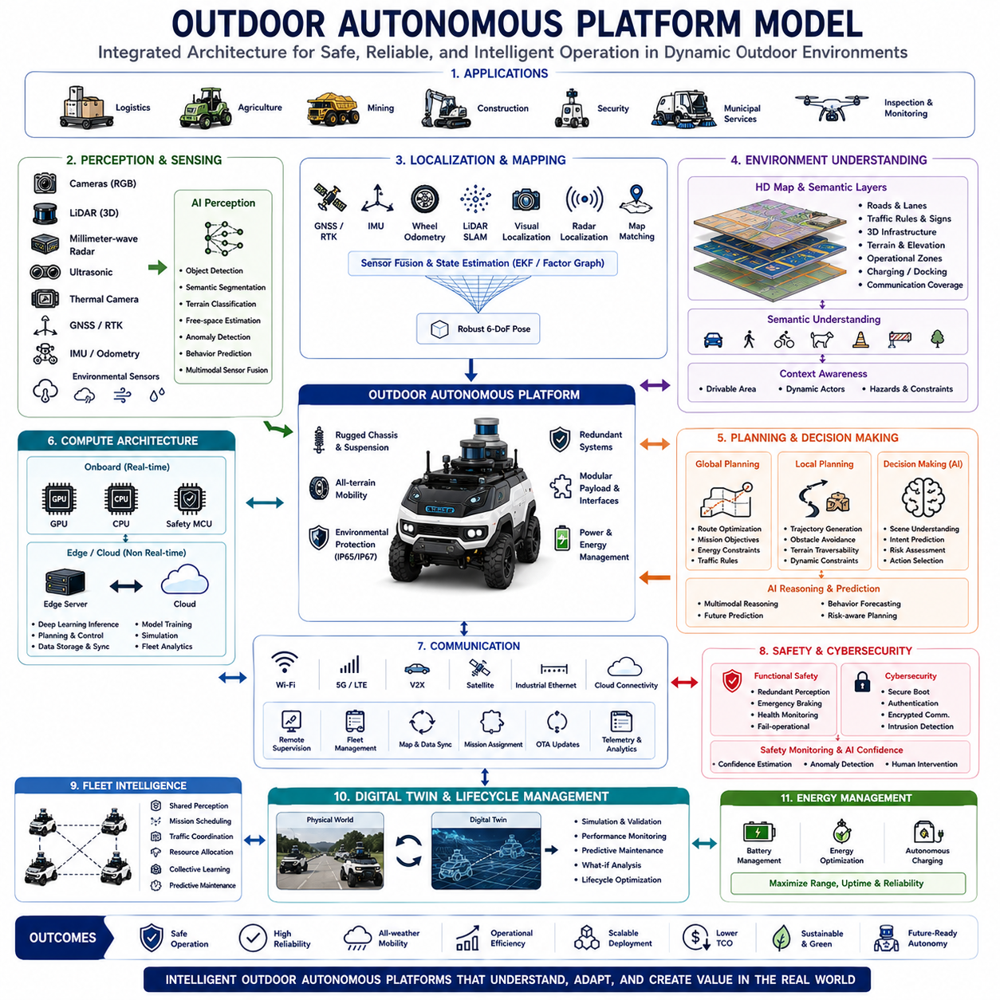 OUTDOOR AUTONOMOUS PLATFORM MODEL
Integrated Architecture for Safe, Reliable, and Intelligent Operation in Dynamic Outdoor Environments
1. APPLICATIONS
Logistics
Agriculture
Mining
Construction
Security
Municipal
Services
Inspection &
Monitoring
2. PERCEPTION & SENSING
Cameras (RGB)
LiDAR (3D)
Millimeter-wave
Radar
Ultrasonic
Thermal Camera
GNSS / RTK
IMU / Odometry
Environmental Sensors
AI Perception
• Object Detection
• Semantic Segmentation
• Terrain Classification
• Free-space Estimation
• Anomaly Detection
• Behavior Prediction
• Multimodal Sensor Fusion
3. LOCALIZATION & MAPPING
GNSS /
RTK
IMU
Wheel
Odometry
LiDAR
SLAM
Visual
Localization
Radar
Localization
Map
Matching
Sensor Fusion & State Estimation (EKF / Factor Graph)
Robust 6-DoF Pose
4. ENVIRONMENT UNDERSTANDING
HD Map & Semantic Layers
• Roads & Lanes
• Traffic Rules & Signs
• 3D Infrastructure
• Terrain & Elevation
• Operational Zones
• Charging / Docking
• Communication Coverage
Semantic Understanding
Context Awareness
• Drivable Area
• Dynamic Actors
• Hazards & Constraints
OUTDOOR AUTONOMOUS PLATFORM
Rugged Chassis
& Suspension
All-terrain
Mobility
Environmental
Protection
(IP65/IP67)
Redundant
Systems
Modular
Payload &
Interfaces
Power &
Energy
Management
5. PLANNING & DECISION MAKING
Global Planning
• Route Optimization
• Mission Objectives
• Energy Constraints
• Traffic Rules
Local Planning
• Trajectory Generation
• Obstacle Avoidance
• Terrain Traversability
• Dynamic Constraints
Decision Making (AI)
• Scene Understanding
• Intent Prediction
• Risk Assessment
• Action Selection
AI Reasoning & Prediction
• Multimodal Reasoning
• Future Prediction
• Behavior Forecasting
• Risk-aware Planning
6. COMPUTE ARCHITECTURE
Onboard (Real-time)
GPU
CPU
GPU
CPU
Safety MCU
Edge / Cloud (Non Real-time)
Edge Server
Cloud
• Deep Learning Inference
• Planning & Control
• Data Storage & Sync
• Model Training
• Simulation
• Fleet Analytics
7. COMMUNICATION
Wi-Fi
5G / LTE
V2X
Satellite
Industrial Ethernet
Cloud Connectivity
Remote
Supervision
Fleet
Management
Map & Data Sync
Mission Assignment
OTA Updates
Telemetry &
Analytics
8. SAFETY & CYBERSECURITY
Functional Safety
• Redundant Perception
• Emergency Braking
• Health Monitoring
• Fail-operational
Cybersecurity
• Secure Boot
• Authentication
• Encrypted Comm.
• Intrusion Detection
Safety Monitoring & AI Confidence
• Confidence Estimation
• Anomaly Detection
• Human Intervention
9. FLEET INTELLIGENCE
Shared Perception
Mission Scheduling
Traffic Coordination
Resource Allocation
Collective Learning
Predictive Maintenance
10. DIGITAL TWIN & LIFECYCLE MANAGEMENT
Physical World
Digital Twin
• Simulation & Validation
• Performance Monitoring
• Predictive Maintenance
• What-if Analysis
• Lifecycle Optimization
11. ENERGY MANAGEMENT
Battery
Management
Energy
Optimization
Autonomous
Charging
Maximize Range, Uptime & Reliability
OUTCOMES
Safe
Operation
High
Reliability
All-weather
Mobility
Operational
Efficiency
Scalable
Deployment
$
Lower
TCO
Sustainable
& Green
Future-Ready
Autonomy
INTELLIGENT OUTDOOR AUTONOMOUS PLATFORMS THAT UNDERSTAND, ADAPT, AND CREATE VALUE IN THE REAL WORLD